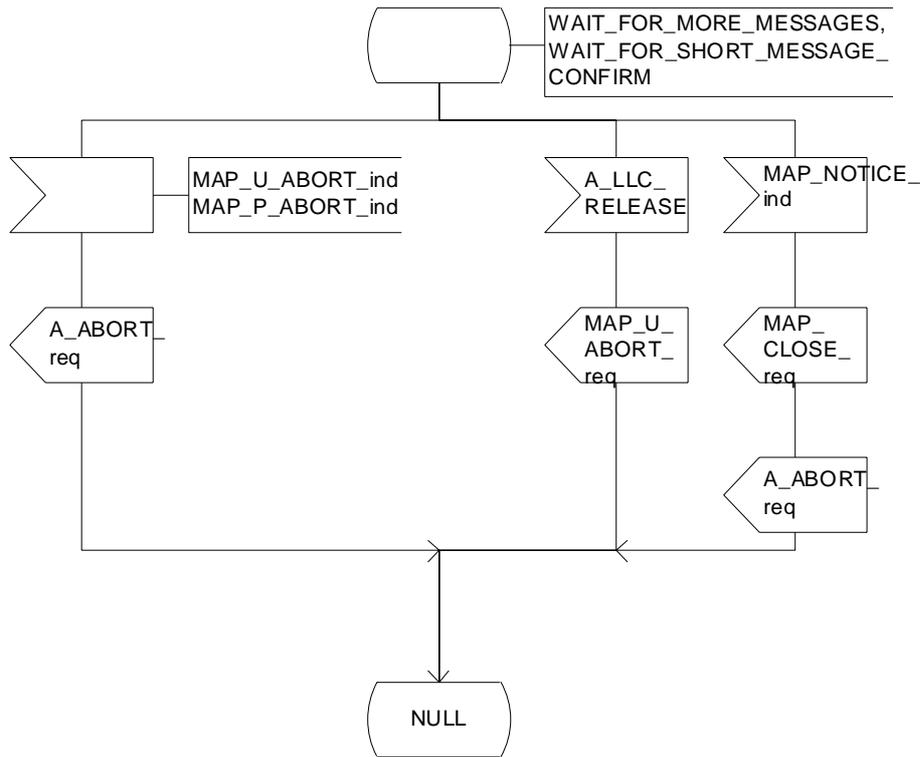 WAIT_FOR_MORE_MESSAGES,
WAIT_FOR_SHORT_MESSAGE_
CONFIRM
MAP_U_ABORT_ind
MAP_P_ABORT_ind
A_LLC_
RELEASE
MAP_NOTICE_
ind
A_ABORT_
req
MAP_U_
ABORT_
req
MAP_
CLOSE_
req
A_ABORT_
req
NULL